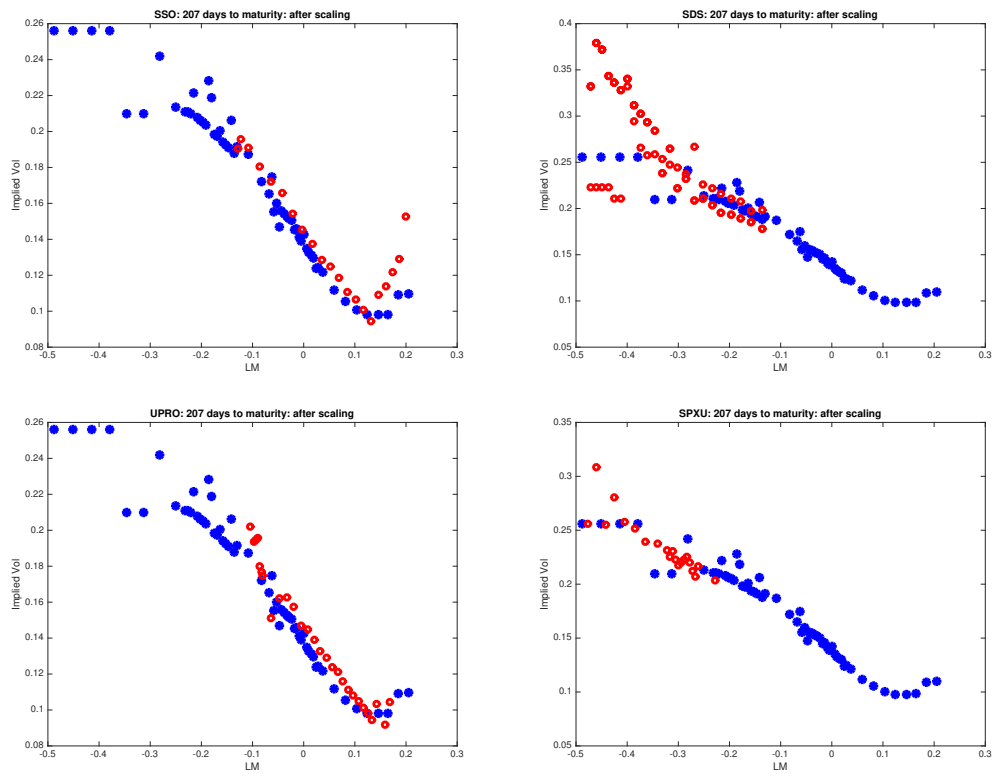 SSO: 207 days to maturity: after scaling
0.26
0.24
0.22
0.2
0.18
0.16
0.14
0.12
0.1
0.08
Implied Vol
-0.5 -0.4 -0.3 -0.2 -0.1 0 0.1 0.2 0.3
LM
SDS: 207 days to maturity: after scaling
0.4
0.35
0.3
0.25
0.2
0.15
0.1
0.05
Implied Vol
-0.5 -0.4 -0.3 -0.2 -0.1 0 0.1 0.2 0.3
LM
UPRO: 207 days to maturity: after scaling
0.26
0.24
0.22
0.2
0.18
0.16
0.14
0.12
0.1
0.08
Implied Vol
-0.5 -0.4 -0.3 -0.2 -0.1 0 0.1 0.2 0.3
LM
SPXU: 207 days to maturity: after scaling
0.35
0.3
0.25
0.2
0.15
0.1
0.05
Implied Vol
-0.5 -0.4 -0.3 -0.2 -0.1 0 0.1 0.2 0.3
LM